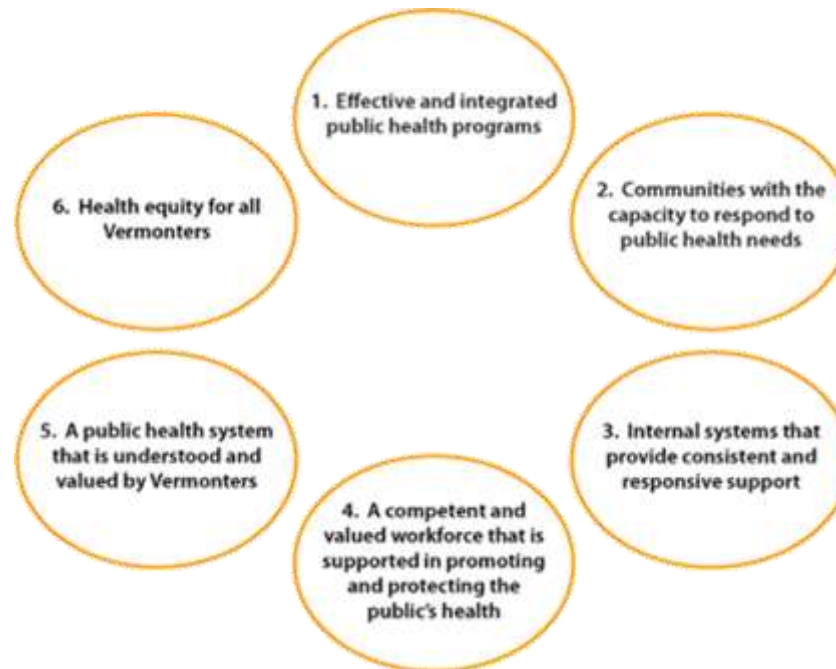 1. Effective and integrated
public health programs
2. Communities with the
capacity to respond to
public health needs
3. Internal systems that
provide consistent and
responsive support
4. A competent and
valued workforce that is
supported in promoting
and protecting the
public's health
5. A public health system
that is understood and
valued by Vermonters
6. Health equity for all
Vermonters